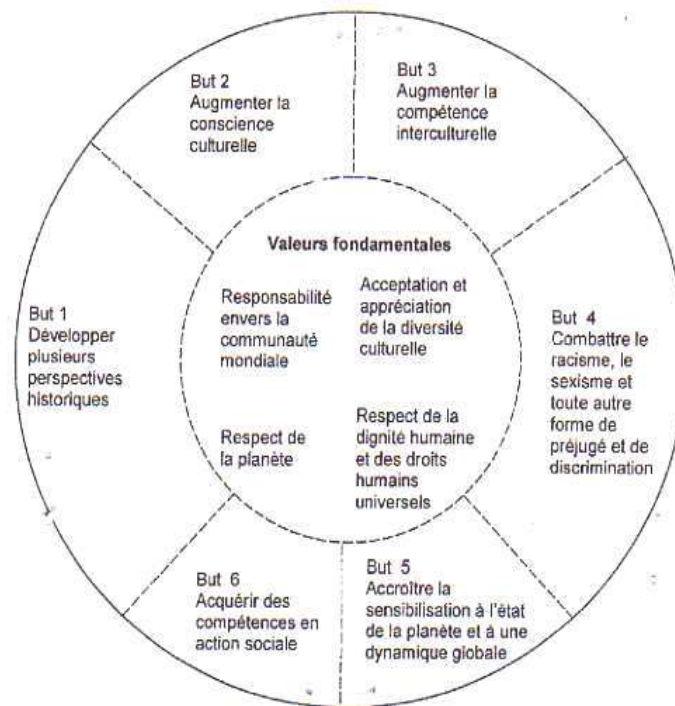 But 2
Augmenter la
conscience
culturelle
But 3
Augmenter la
compétence
interculturelle
But 1
Développer
plusieurs
perspectives
historiques
Valeurs fondamentales
Responsabilité
envers la
communauté
mondiale
Acceptation et
appréciation
de la diversité
culturelle
Respect de
la planète
Respect de la
dignité humaine
et des droits
humains
universels
But 4
Combattre le
racisme, le
sexisme et
toute autre
forme de
préjugé et de
discrimination
But 6
Acquérir des
compétences en
action sociale
But 5
Accroître la
sensibilisation à l'état
de la planète et à une
dynamique globale